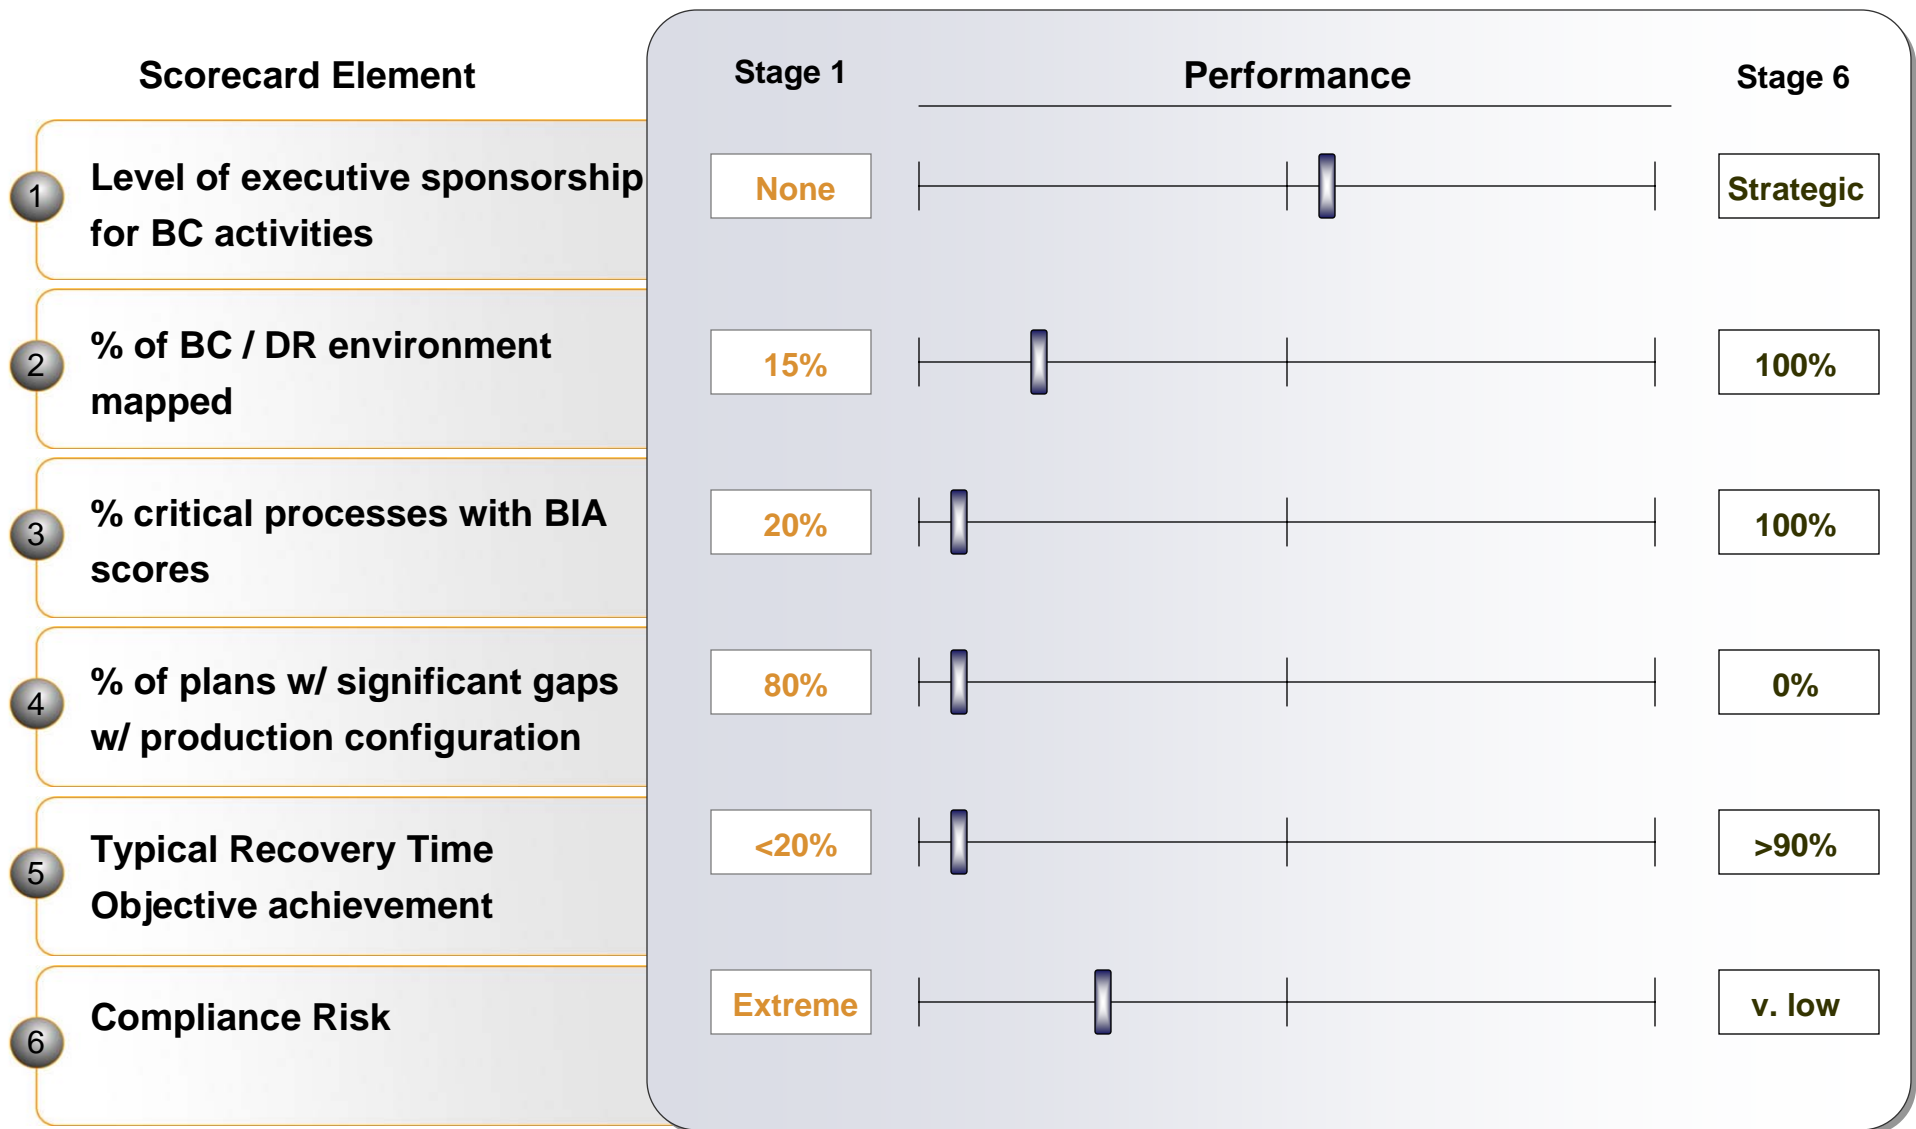 Scorecard Element
Stage 1
Performance
Stage 6
1
Level of executive sponsorship
for BC activities
None
Strategic
2
% of BC / DR environment
mapped
15%
100%
3
% critical processes with BIA
scores
20%
100%
4
% of plans w/ significant gaps
w/ production configuration
80%
0%
5
Typical Recovery Time
Objective achievement
<20%
>90%
6
Compliance Risk
Extreme
v. low